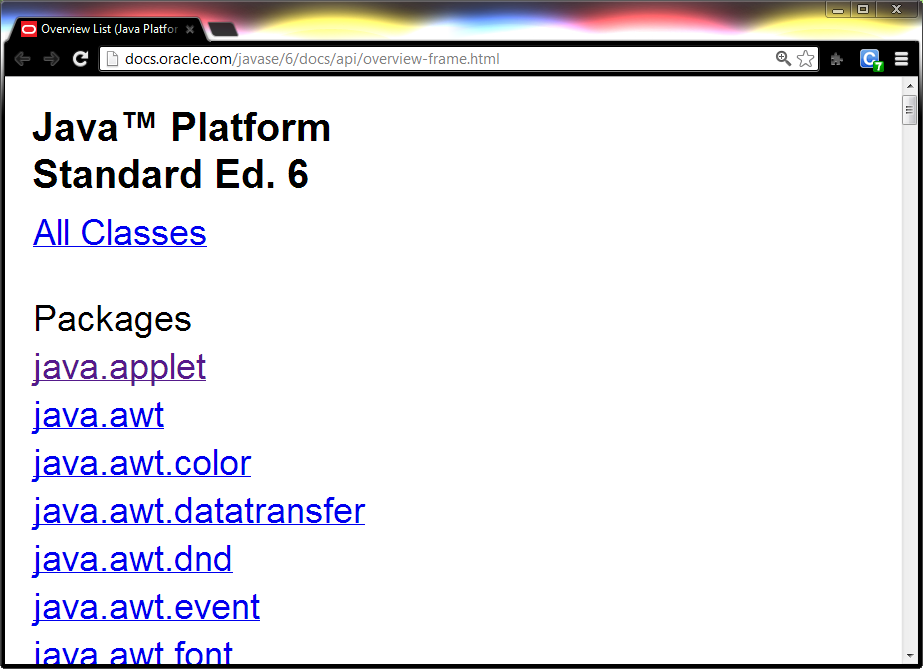 Overview List (Java Platfor
docs.oracle.com/javase/6/docs/api/overview-frame.html
C 7
Java™ Platform
Standard Ed. 6
All Classes
Packages
java.applet
java.awt
java.awt.color
java.awt.datatransfer
java.awt.dnd
java.awt.event
java.awt.font